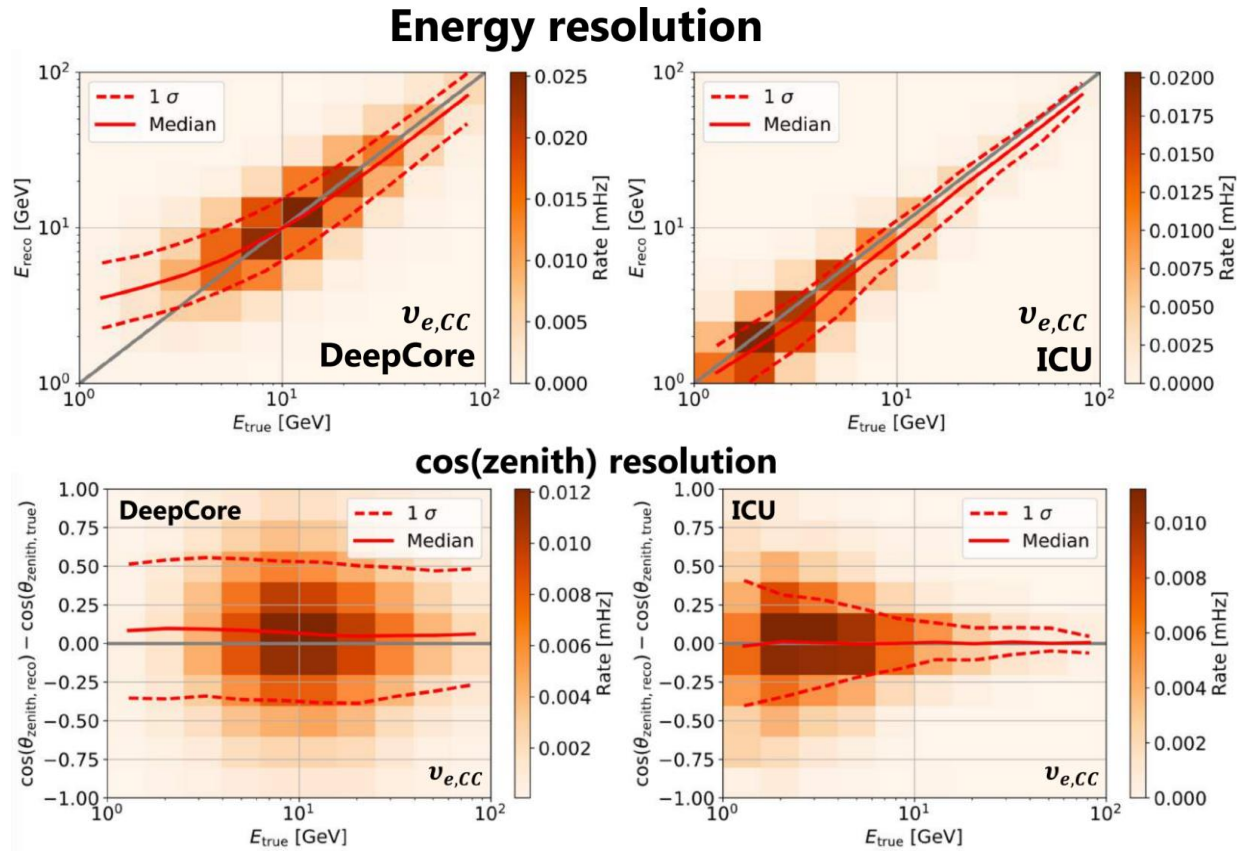 Energy resolution
10²
10¹
10⁰
E_reco [GeV]
1 σ
Median
υ_e,CC
DeepCore
10⁰
10¹
10²
E_true [GeV]
0.025
0.020
0.015
0.010
0.005
0.000
Rate [mHz]
10²
10¹
10⁰
E_reco [GeV]
1 σ
Median
υ_e,CC
ICU
10⁰
10¹
10²
E_true [GeV]
0.0200
0.0175
0.0150
0.0125
0.0100
0.0075
0.0050
0.0025
0.0000
Rate [mHz]
cos(zenith) resolution
1.00
0.75
0.50
0.25
0.00
−0.25
−0.50
−0.75
−1.00
cos(θ_zenith, reco) − cos(θ_zenith, true)
DeepCore
1 σ
Median
υ_e,CC
10⁰
10¹
10²
E_true [GeV]
0.012
0.010
0.008
0.006
0.004
0.002
Rate [mHz]
1.00
0.75
0.50
0.25
0.00
−0.25
−0.50
−0.75
−1.00
cos(θ_zenith, reco) − cos(θ_zenith, true)
ICU
1 σ
Median
υ_e,CC
10⁰
10¹
10²
E_true [GeV]
0.010
0.008
0.006
0.004
0.002
0.000
Rate [mHz]